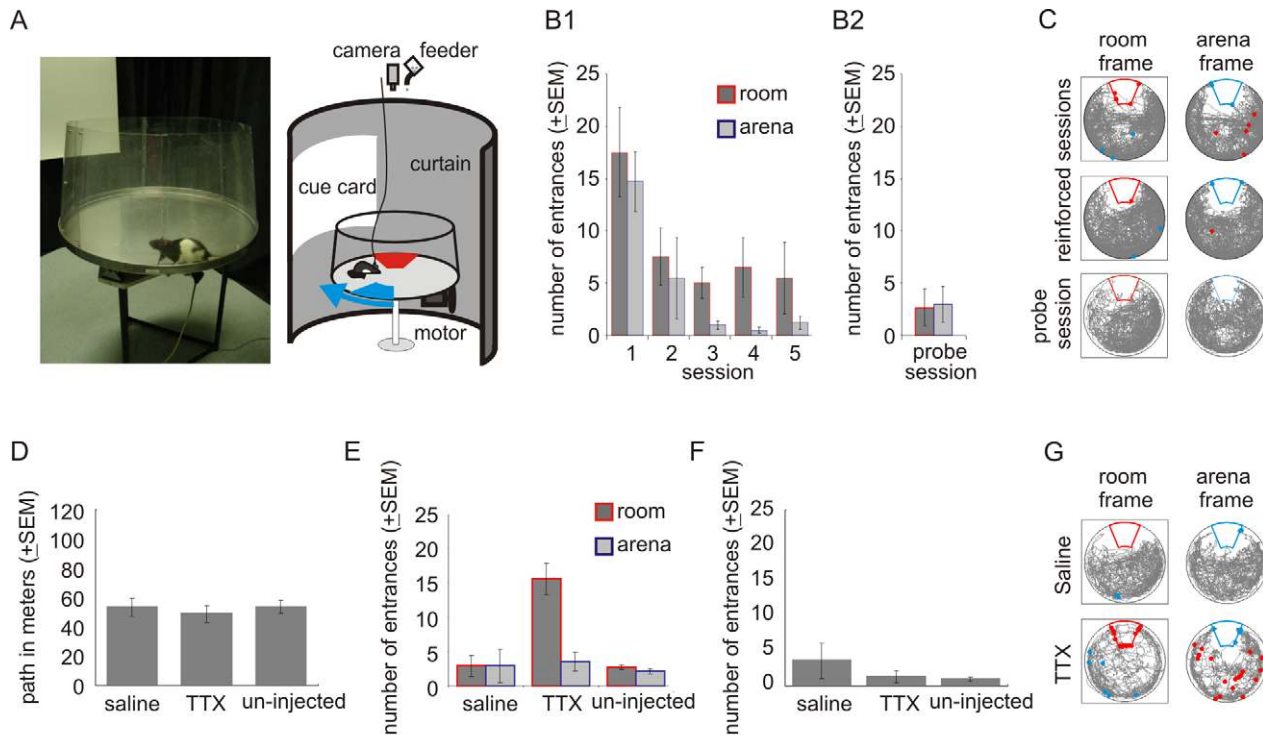 A
camera
feeder
curtain
cue card
motor
B1
number of entrances (±SEM)
25
20
15
10
5
0
room
arena
1
2
3
4
5
session
B2
number of entrances (±SEM)
25
20
15
10
5
0
probe
session
C
room
frame
arena
frame
reinforced sessions
probe
session
D
path in meters (±SEM)
120
100
80
60
40
20
0
saline
TTX
un-injected
E
number of entrances (±SEM)
25
20
15
10
5
0
room
arena
saline
TTX
un-injected
F
number of entrances (±SEM)
25
20
15
10
5
0
saline
TTX
un-injected
G
room
frame
arena
frame
Saline
TTX